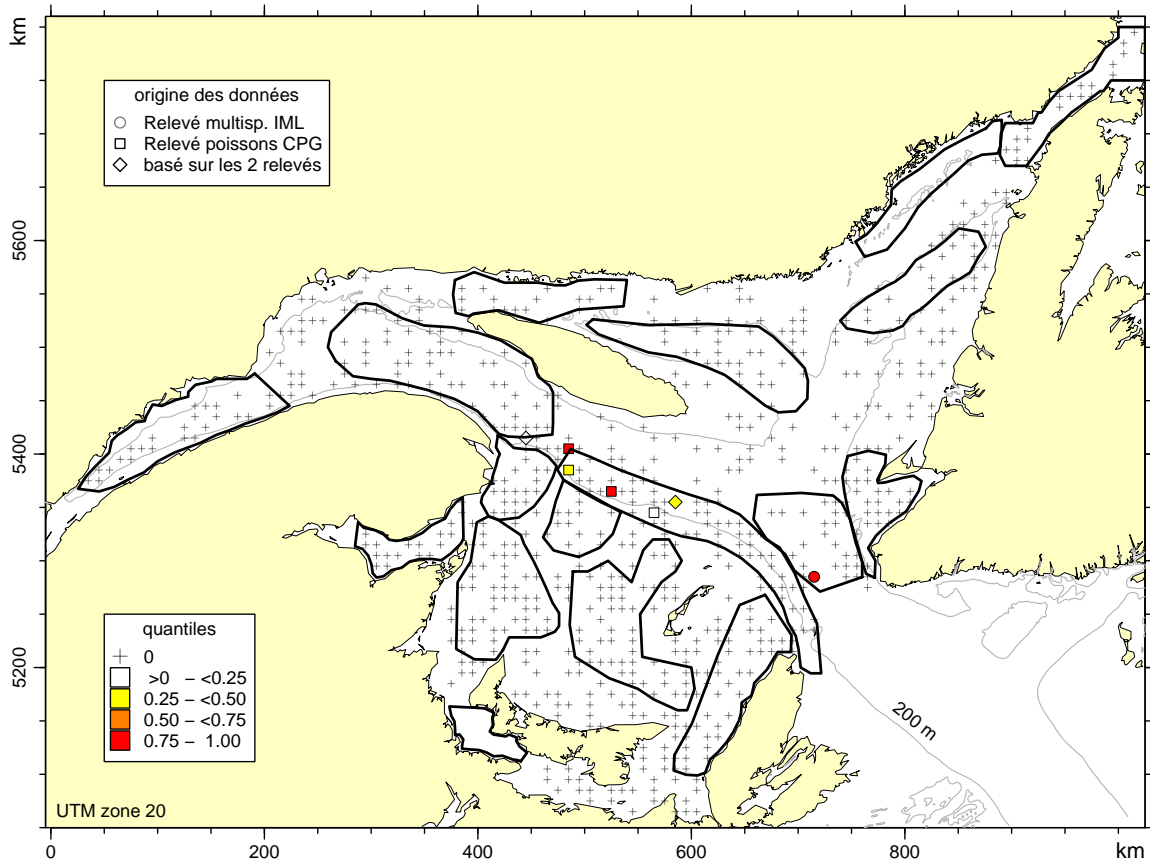 km
origine des données
Relevé multisp. IML
Relevé poissons CPG
basé sur les 2 relevés
5600
5400
5200
quantiles
0
>0 – <0.25
0.25 – <0.50
0.50 – <0.75
0.75 – 1.00
200 m
UTM zone 20
0 200 400 600 800 km